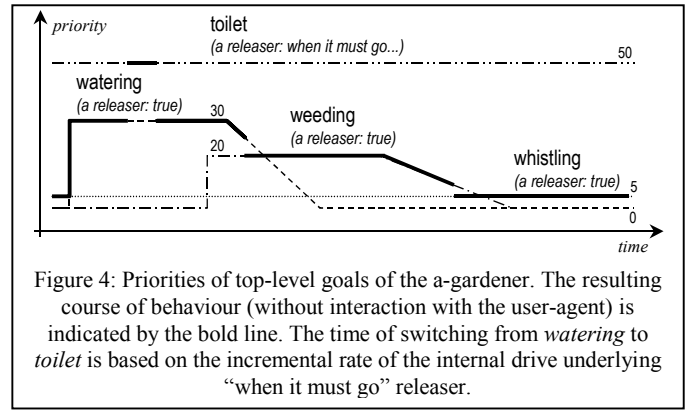 priority
toilet
(a releaser: when it must go...)
50
watering
(a releaser: true)
30
weeding
(a releaser: true)
20
whistling
(a releaser: true)
5
0
time
Figure 4: Priorities of top-level goals of the a-gardener. The resulting
course of behaviour (without interaction with the user-agent) is
indicated by the bold line. The time of switching from watering to
toilet is based on the incremental rate of the internal drive underlying
“when it must go” releaser.